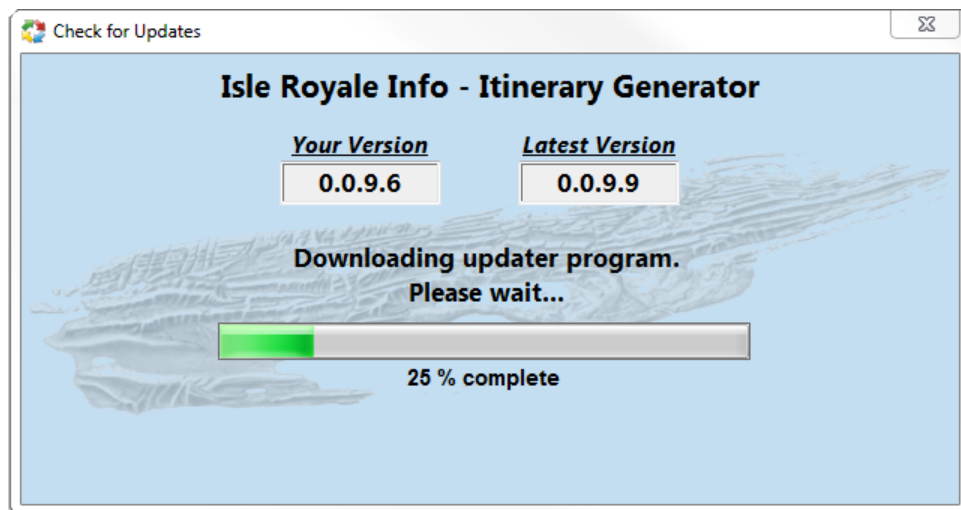 Check for Updates
Isle Royale Info - Itinerary Generator
Your Version Latest Version
0.0.9.6 0.0.9.9
Downloading updater program.
Please wait...
25 % complete